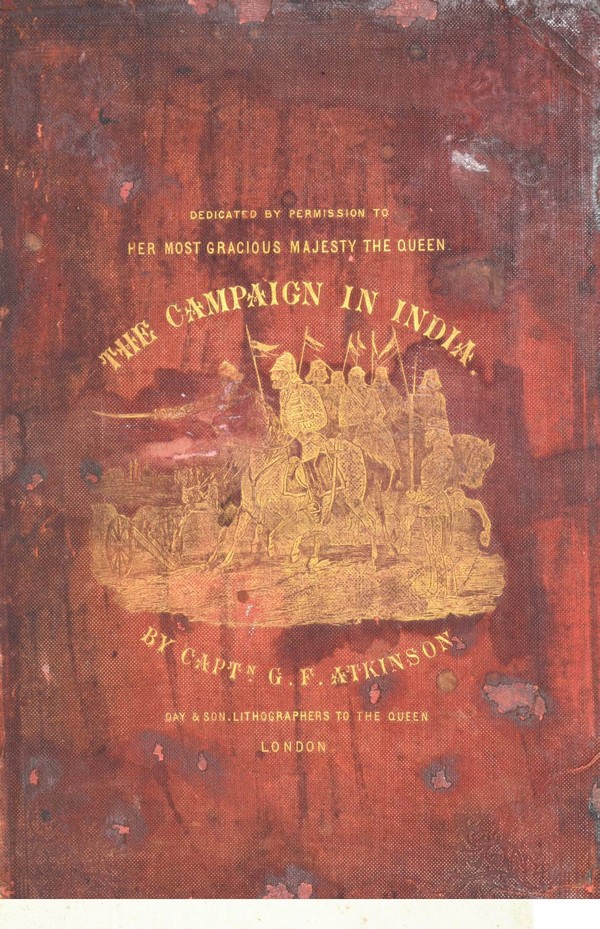 DEDICATED BY PERMISSION TO
HER MOST GRACIOUS MAJESTY THE QUEEN.
THE CAMPAIGN IN INDIA.
BY CAPTN. G. F. ATKINSON
DAY & SON, LITHOGRAPHERS TO THE QUEEN
LONDON